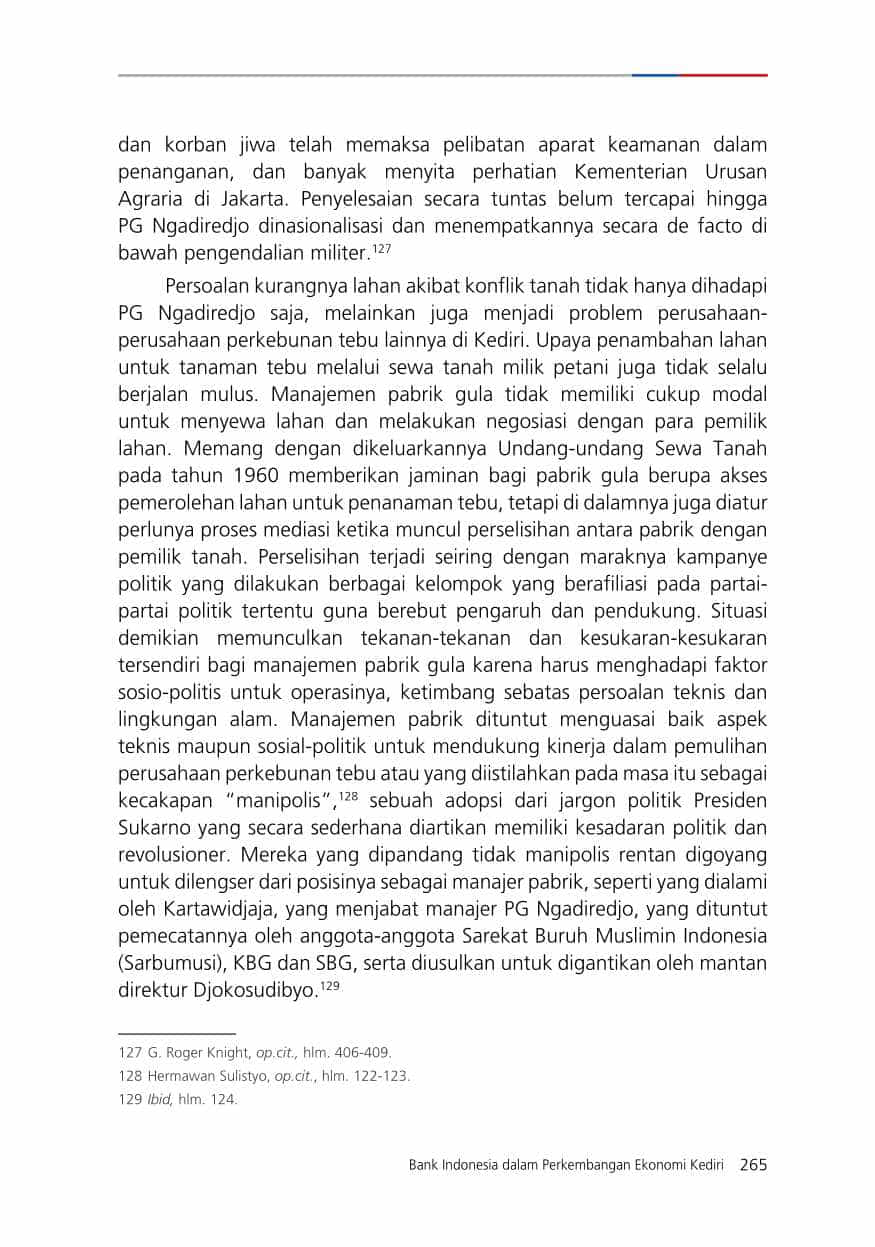 dan korban jiwa telah memaksa pelibatan aparat keamanan dalam
penanganan, dan banyak menyita perhatian Kementerian Urusan
Agraria di Jakarta. Penyelesaian secara tuntas belum tercapai hingga
PG Ngadiredjo dinasionalisasi dan menempatkannya secara de facto di
bawah pengendalian militer.127
Persoalan kurangnya lahan akibat konflik tanah tidak hanya dihadapi
PG Ngadiredjo saja, melainkan juga menjadi problem perusahaan-
perusahaan perkebunan tebu lainnya di Kediri. Upaya penambahan lahan
untuk tanaman tebu melalui sewa tanah milik petani juga tidak selalu
berjalan mulus. Manajemen pabrik gula tidak memiliki cukup modal
untuk menyewa lahan dan melakukan negosiasi dengan para pemilik
lahan. Memang dengan dikeluarkannya Undang-undang Sewa Tanah
pada tahun 1960 memberikan jaminan bagi pabrik gula berupa akses
pemerolehan lahan untuk penanaman tebu, tetapi di dalamnya juga diatur
perlunya proses mediasi ketika muncul perselisihan antara pabrik dengan
pemilik tanah. Perselisihan terjadi seiring dengan maraknya kampanye
politik yang dilakukan berbagai kelompok yang berafiliasi pada partai-
partai politik tertentu guna berebut pengaruh dan pendukung. Situasi
demikian memunculkan tekanan-tekanan dan kesukaran-kesukaran
tersendiri bagi manajemen pabrik gula karena harus menghadapi faktor
sosio-politis untuk operasinya, ketimbang sebatas persoalan teknis dan
lingkungan alam. Manajemen pabrik dituntut menguasai baik aspek
teknis maupun sosial-politik untuk mendukung kinerja dalam pemulihan
perusahaan perkebunan tebu atau yang diistilahkan pada masa itu sebagai
kecakapan “manipolis”,128 sebuah adopsi dari jargon politik Presiden
Sukarno yang secara sederhana diartikan memiliki kesadaran politik dan
revolusioner. Mereka yang dipandang tidak manipolis rentan digoyang
untuk dilengser dari posisinya sebagai manajer pabrik, seperti yang dialami
oleh Kartawidjaja, yang menjabat manajer PG Ngadiredjo, yang dituntut
pemecatannya oleh anggota-anggota Sarekat Buruh Muslimin Indonesia
(Sarbumusi), KBG dan SBG, serta diusulkan untuk digantikan oleh mantan
direktur Djokosudibyo.129
127 G. Roger Knight, op.cit., hlm. 406-409.
128 Hermawan Sulistyo, op.cit., hlm. 122-123.
129 Ibid, hlm. 124.
Bank Indonesia dalam Perkembangan Ekonomi Kediri 265